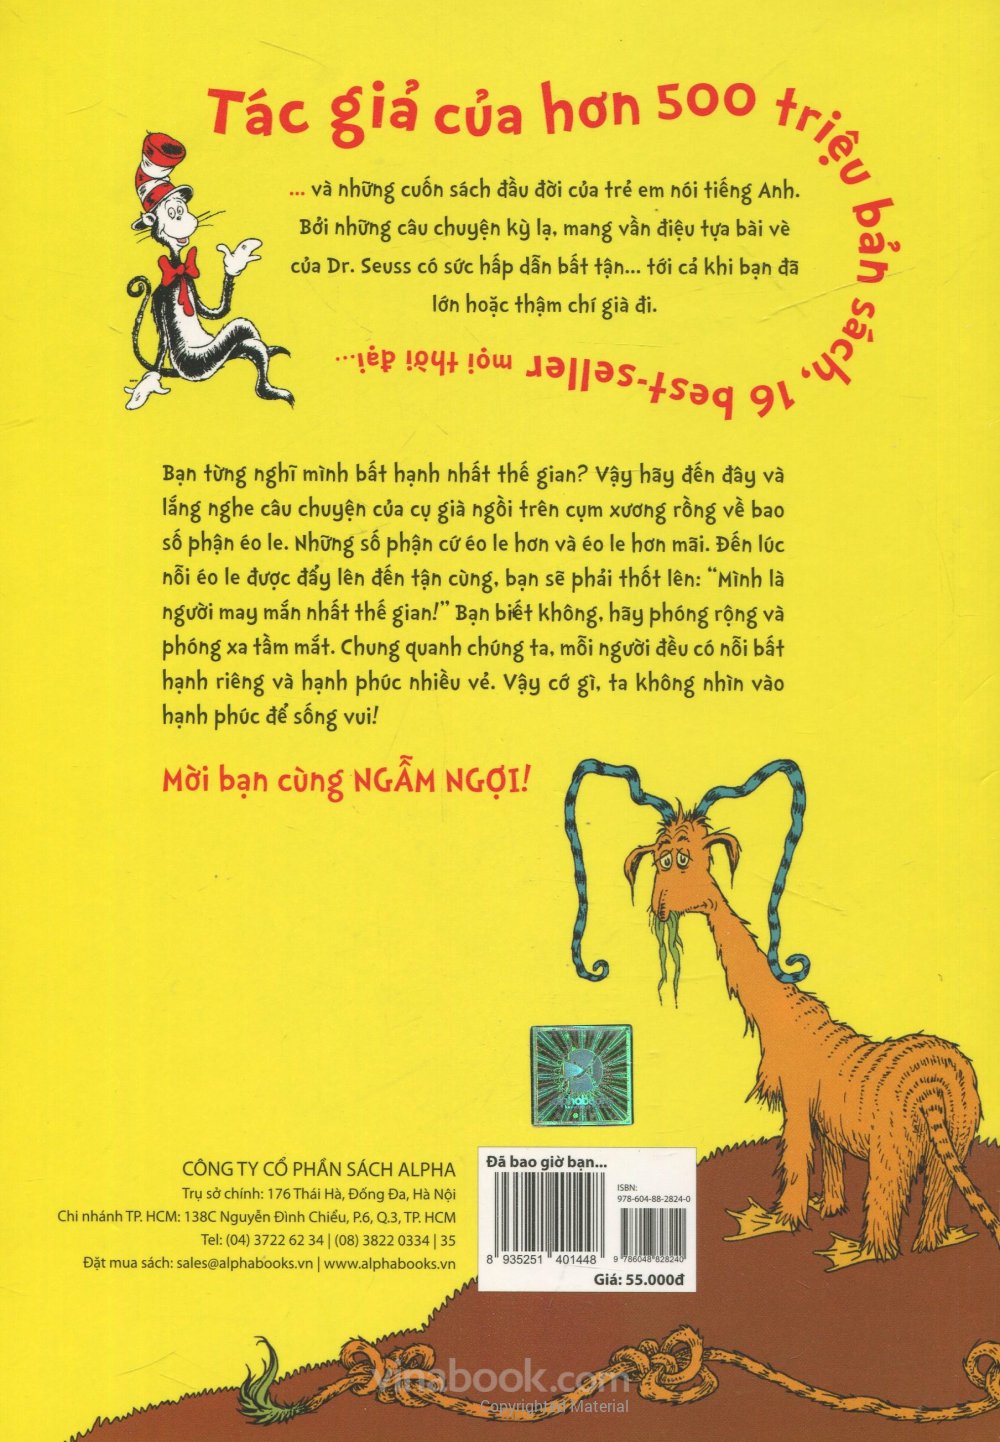 Tác giả của hơn 500 triệu bản sách, 16 best-seller mọi thời đại...
... và những cuốn sách đầu đời của trẻ em nói tiếng Anh.
Bởi những câu chuyện kỳ lạ, mang vần điệu tựa bài vè
của Dr. Seuss có sức hấp dẫn bất tận... tới cả khi bạn đã
lớn hoặc thậm chí già đi.
Bạn từng nghĩ mình bất hạnh nhất thế gian? Vậy hãy đến đây và
lắng nghe câu chuyện của cụ già ngồi trên cụm xương rồng về bao
số phận éo le. Những số phận cứ éo le hơn và éo le hơn mãi. Đến lúc
nỗi éo le được đẩy lên đến tận cùng, bạn sẽ phải thốt lên: “Mình là
người may mắn nhất thế gian!” Bạn biết không, hãy phóng rộng và
phóng xa tầm mắt. Chung quanh chúng ta, mỗi người đều có nỗi bất
hạnh riêng và hạnh phúc nhiều vẻ. Vậy cớ gì, ta không nhìn vào
hạnh phúc để sống vui!
Mời bạn cùng NGẪM NGỢI!
alphabooks
CÔNG TY CỔ PHẦN SÁCH ALPHA
Trụ sở chính: 176 Thái Hà, Đống Đa, Hà Nội
Chi nhánh TP. HCM: 138C Nguyễn Đình Chiểu, P.6, Q.3, TP. HCM
Tel: (04) 3722 62 34 | (08) 3822 0334 | 35
Đặt mua sách: sales@alphabooks.vn | www.alphabooks.vn
Đã bao giờ bạn...
ISBN:
978-604-88-2824-0
8 935251 401448
9 786048 828240
Giá: 55.000đ
vinabook.com
Copyrighted Material